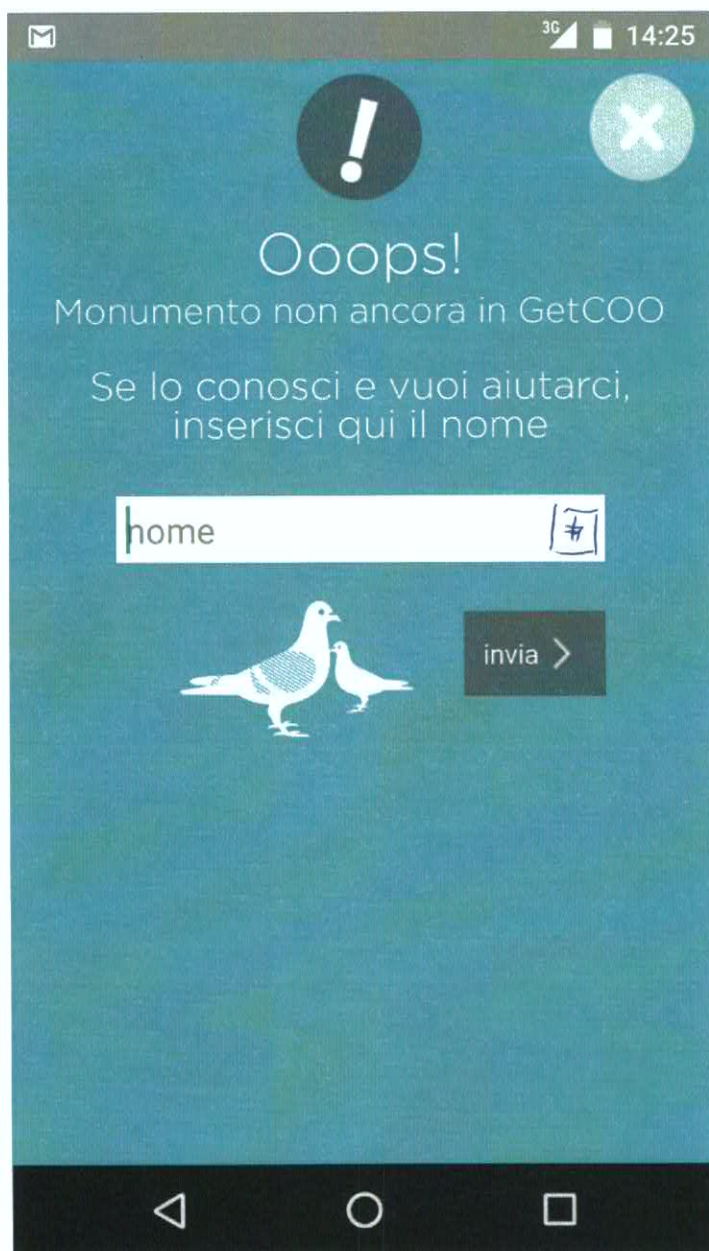 3G 14:25
!
Ooops!
Monumento non ancora in GetCOO
Se lo conosci e vuoi aiutarci,
inserisci qui il nome
nome #
invia >